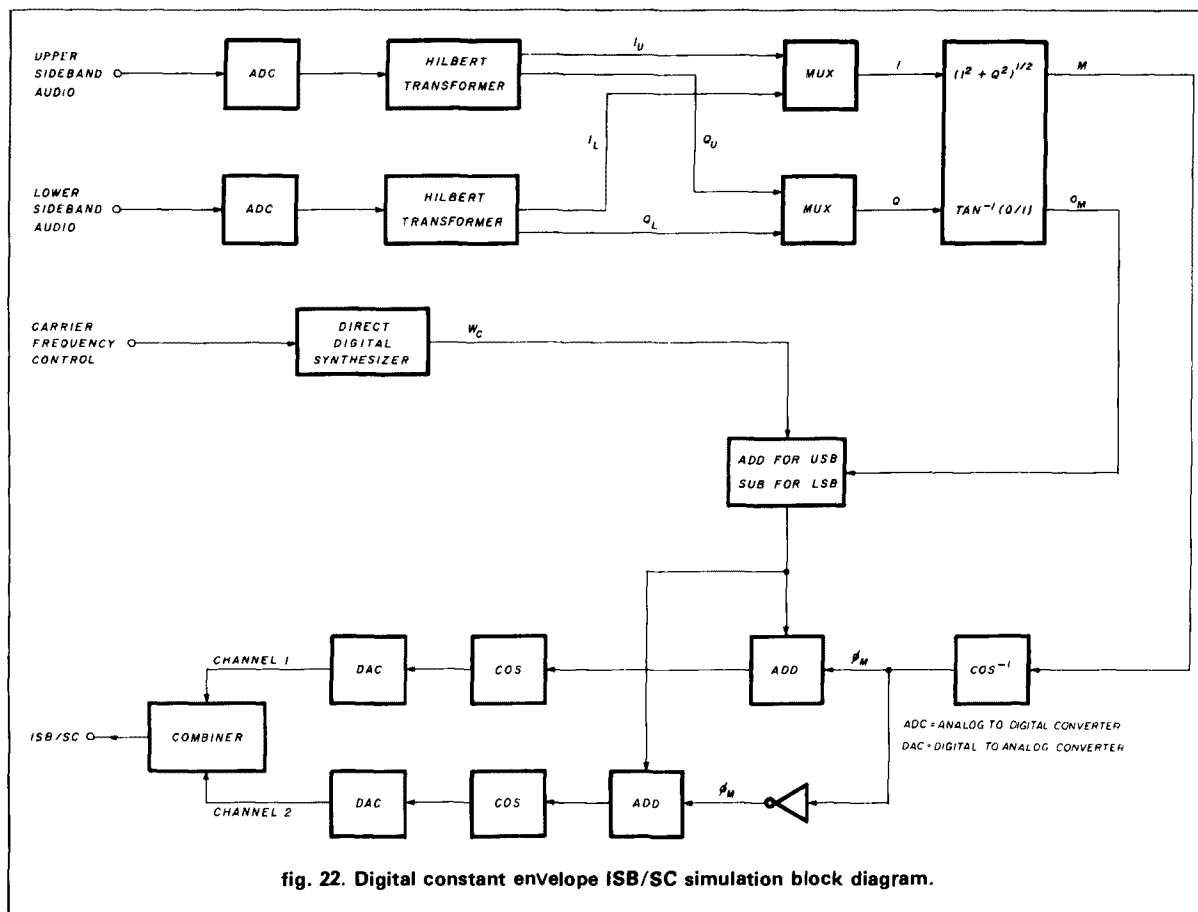 UPPER
SIDEBAND
AUDIO
ADC
HILBERT
TRANSFORMER
I_U
MUX
I
(I² + Q²)^1/2
M
I_L
Q_U
LOWER
SIDEBAND
AUDIO
ADC
HILBERT
TRANSFORMER
Q_L
MUX
Q
TAN⁻¹ (Q/I)
O_M
CARRIER
FREQUENCY
CONTROL
DIRECT
DIGITAL
SYNTHESIZER
W_C
ADD FOR USB
SUB FOR LSB
CHANNEL 1
DAC
COS
ADD
ø_M
COS⁻¹
ISB/SC
COMBINER
ADC = ANALOG TO DIGITAL CONVERTER
DAC = DIGITAL TO ANALOG CONVERTER
CHANNEL 2
DAC
COS
ADD
ø_M
fig. 22. Digital constant envelope ISB/SC simulation block diagram.